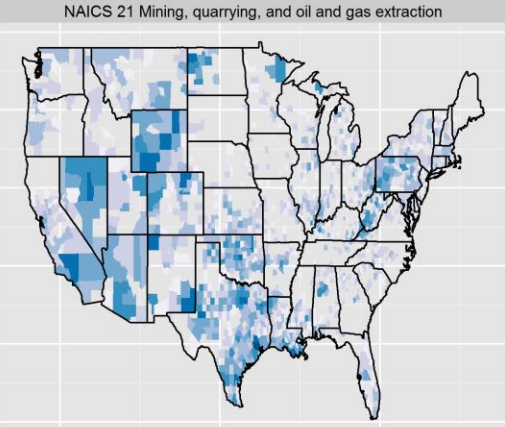 NAICS 21 Mining, quarrying, and oil and gas extraction